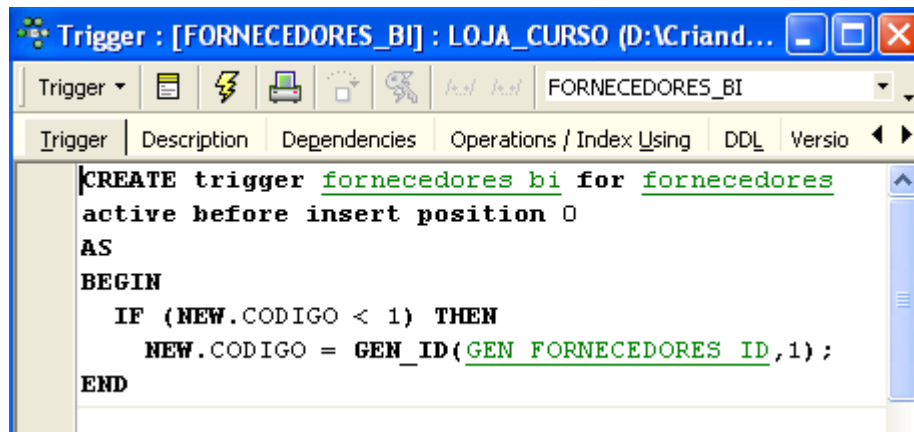 Trigger : [FORNECEDORES_BI] : LOJA_CURSO (D:\Criand...
Trigger FORNECEDORES_BI
Trigger Description Dependencies Operations / Index Using DDL Versio
CREATE trigger fornecedores_bi for fornecedores
active before insert position 0
AS
BEGIN
IF (NEW.CODIGO < 1) THEN
NEW.CODIGO = GEN_ID(GEN_FORNECEDORES_ID,1);
END